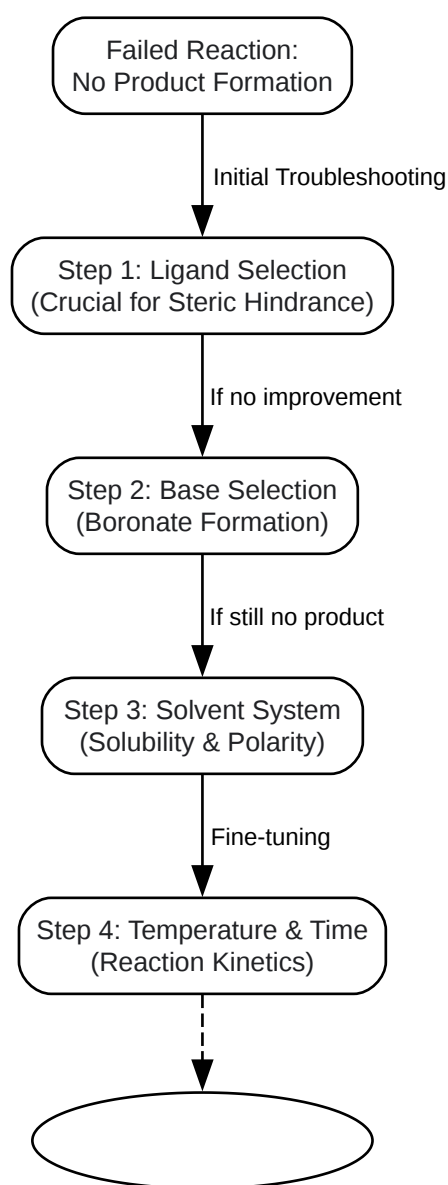 Failed Reaction:
No Product Formation
Initial Troubleshooting
Step 1: Ligand Selection
(Crucial for Steric Hindrance)
If no improvement
Step 2: Base Selection
(Boronate Formation)
If still no product
Step 3: Solvent System
(Solubility & Polarity)
Fine-tuning
Step 4: Temperature & Time
(Reaction Kinetics)